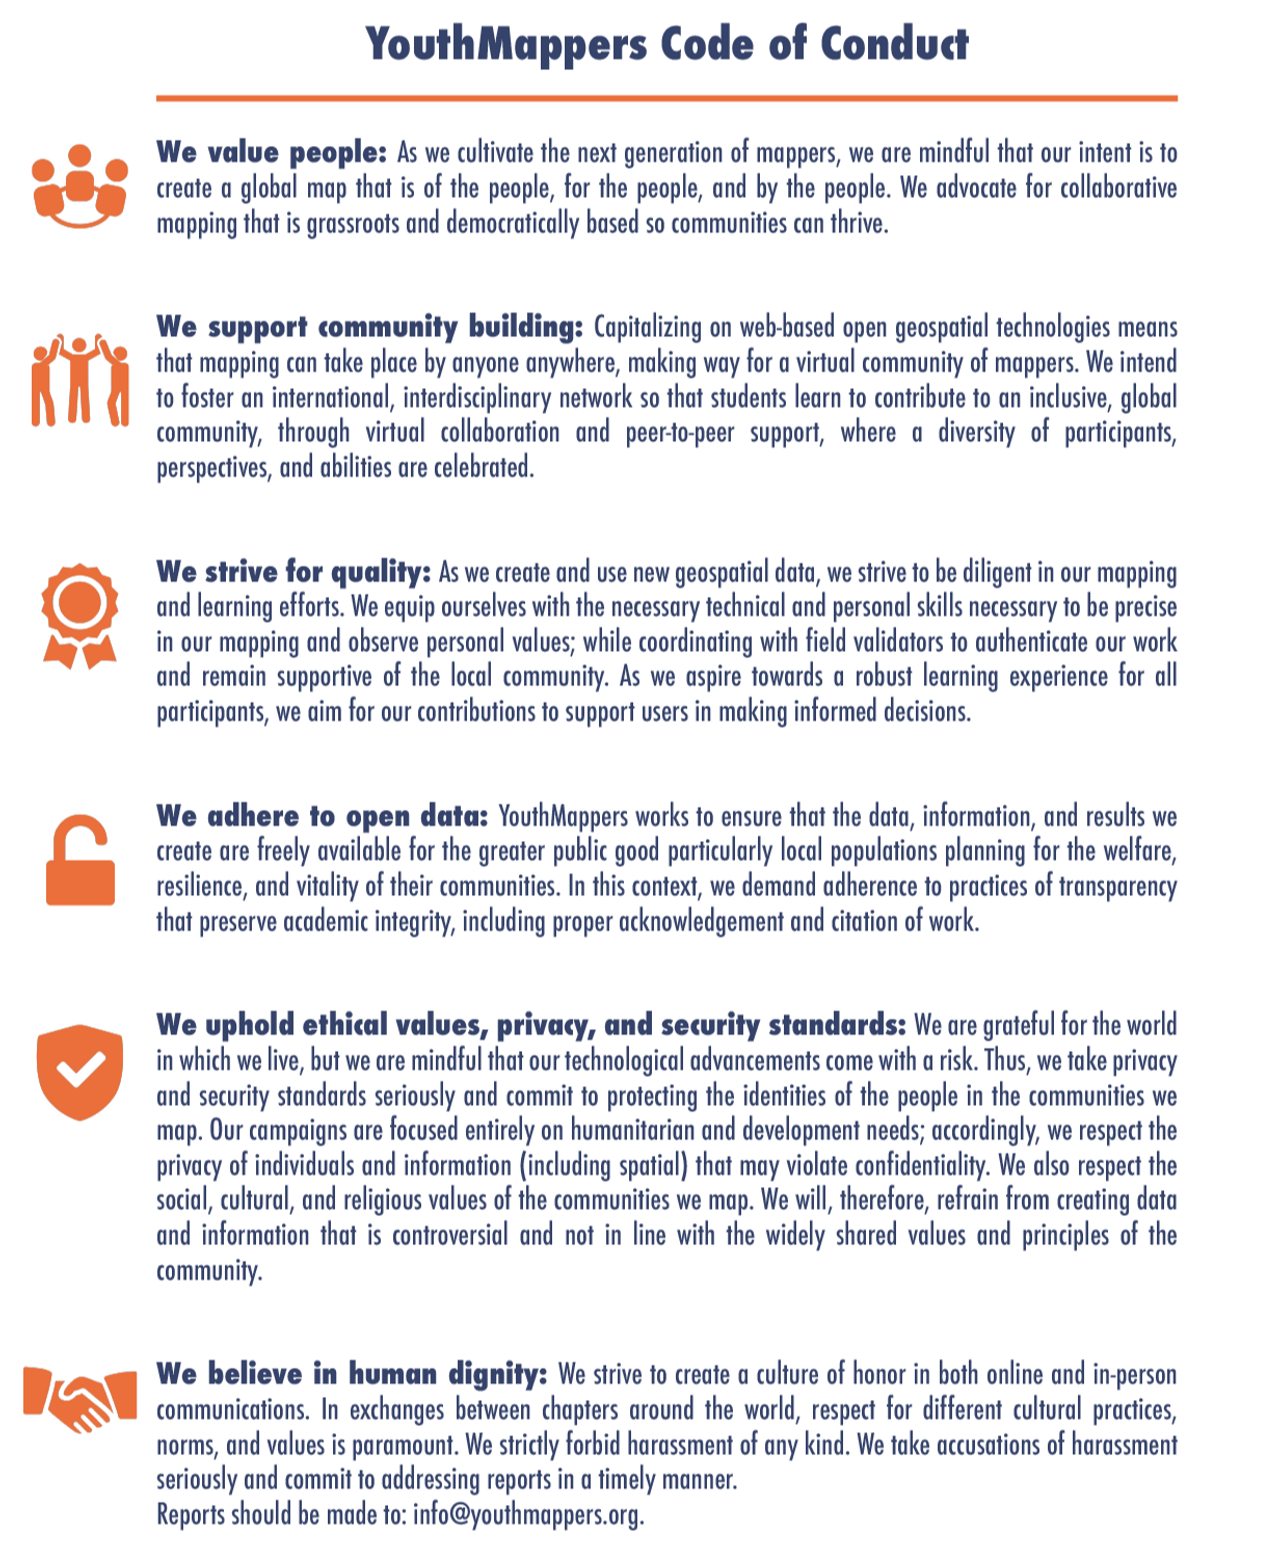 YouthMappers Code of Conduct
We value people: As we cultivate the next generation of mappers, we are mindful that our intent is to
create a global map that is of the people, for the people, and by the people. We advocate for collaborative
mapping that is grassroots and democratically based so communities can thrive.
We support community building: Capitalizing on web-based open geospatial technologies means
that mapping can take place by anyone anywhere, making way for a virtual community of mappers. We intend
to foster an international, interdisciplinary network so that students learn to contribute to an inclusive, global
community, through virtual collaboration and peer-to-peer support, where a diversity of participants,
perspectives, and abilities are celebrated.
We strive for quality: As we create and use new geospatial data, we strive to be diligent in our mapping
and learning efforts. We equip ourselves with the necessary technical and personal skills necessary to be precise
in our mapping and observe personal values; while coordinating with field validators to authenticate our work
and remain supportive of the local community. As we aspire towards a robust learning experience for all
participants, we aim for our contributions to support users in making informed decisions.
We adhere to open data: YouthMappers works to ensure that the data, information, and results we
create are freely available for the greater public good particularly local populations planning for the welfare,
resilience, and vitality of their communities. In this context, we demand adherence to practices of transparency
that preserve academic integrity, including proper acknowledgement and citation of work.
We uphold ethical values, privacy, and security standards: We are grateful for the world
in which we live, but we are mindful that our technological advancements come with a risk. Thus, we take privacy
and security standards seriously and commit to protecting the identities of the people in the communities we
map. Our campaigns are focused entirely on humanitarian and development needs; accordingly, we respect the
privacy of individuals and information (including spatial) that may violate confidentiality. We also respect the
social, cultural, and religious values of the communities we map. We will, therefore, refrain from creating data
and information that is controversial and not in line with the widely shared values and principles of the
community.
We believe in human dignity: We strive to create a culture of honor in both online and in-person
communications. In exchanges between chapters around the world, respect for different cultural practices,
norms, and values is paramount. We strictly forbid harassment of any kind. We take accusations of harassment
seriously and commit to addressing reports in a timely manner.
Reports should be made to: info@youthmappers.org.